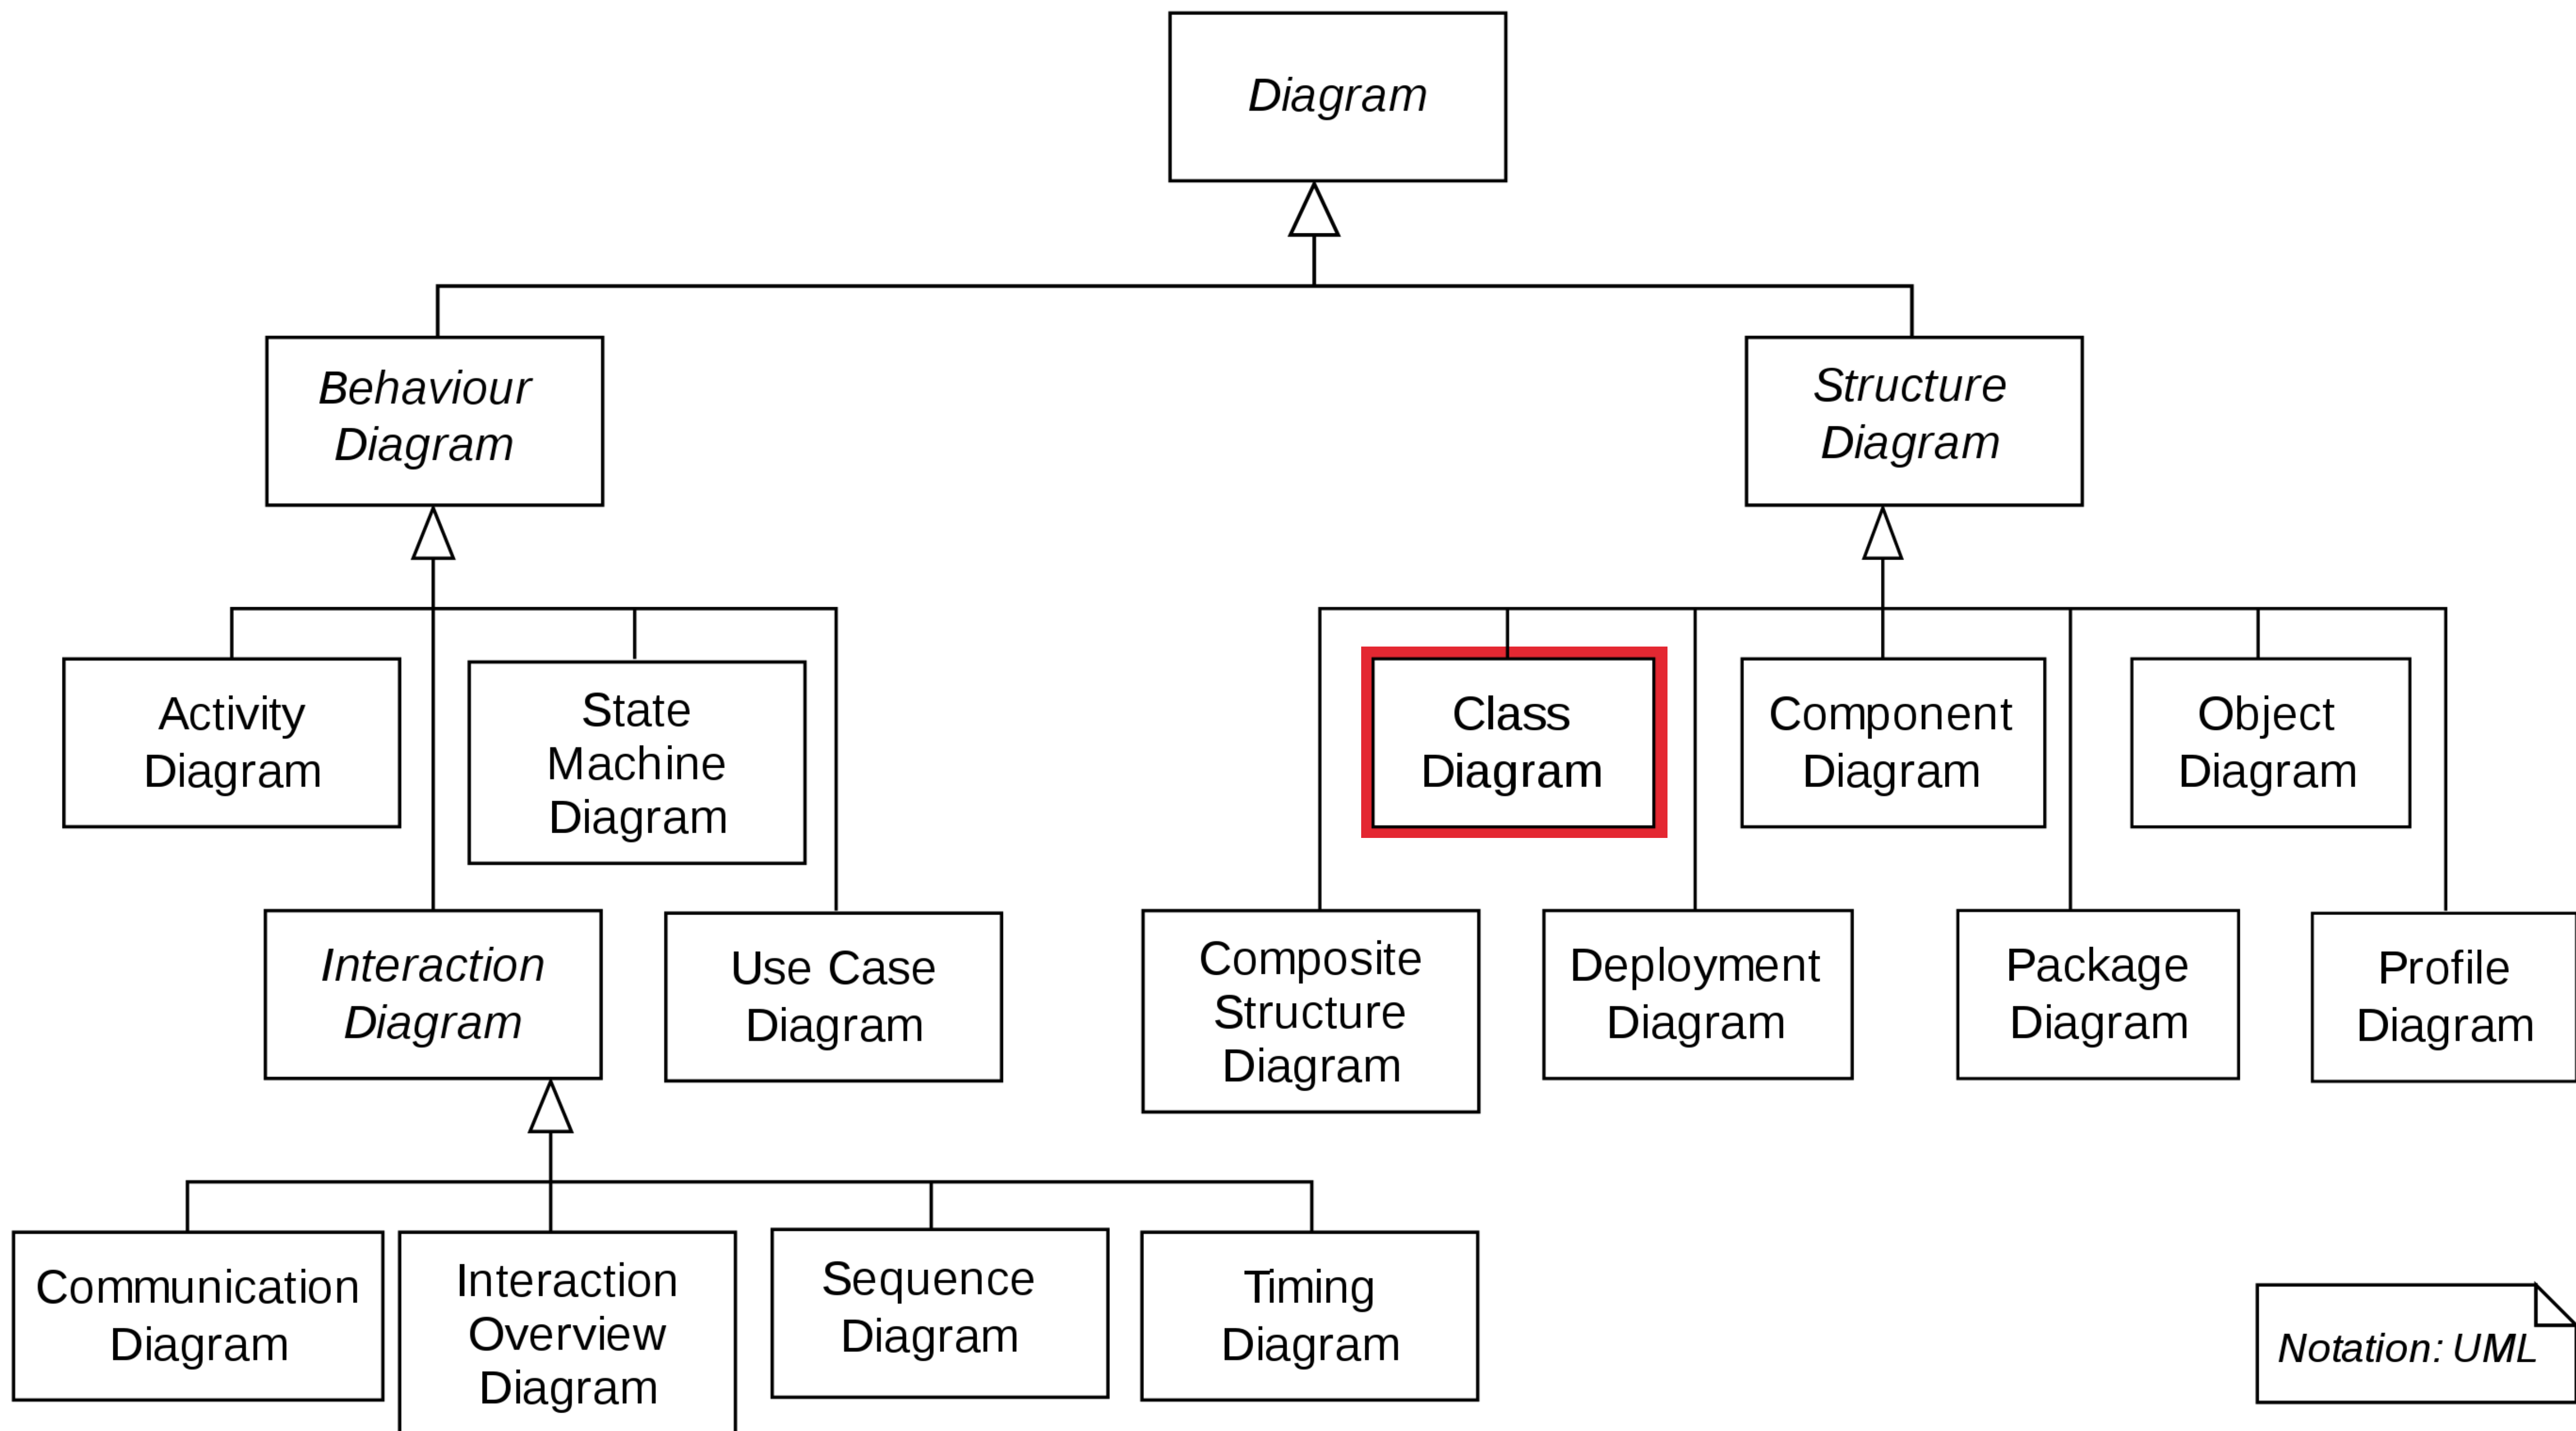 Diagram
Behaviour
Diagram
Structure
Diagram
Activity
Diagram
State
Machine
Diagram
Class
Diagram
Component
Diagram
Object
Diagram
Interaction
Diagram
Use Case
Diagram
Composite
Structure
Diagram
Deployment
Diagram
Package
Diagram
Profile
Diagram
Communication
Diagram
Interaction
Overview
Diagram
Sequence
Diagram
Timing
Diagram
Notation: UML